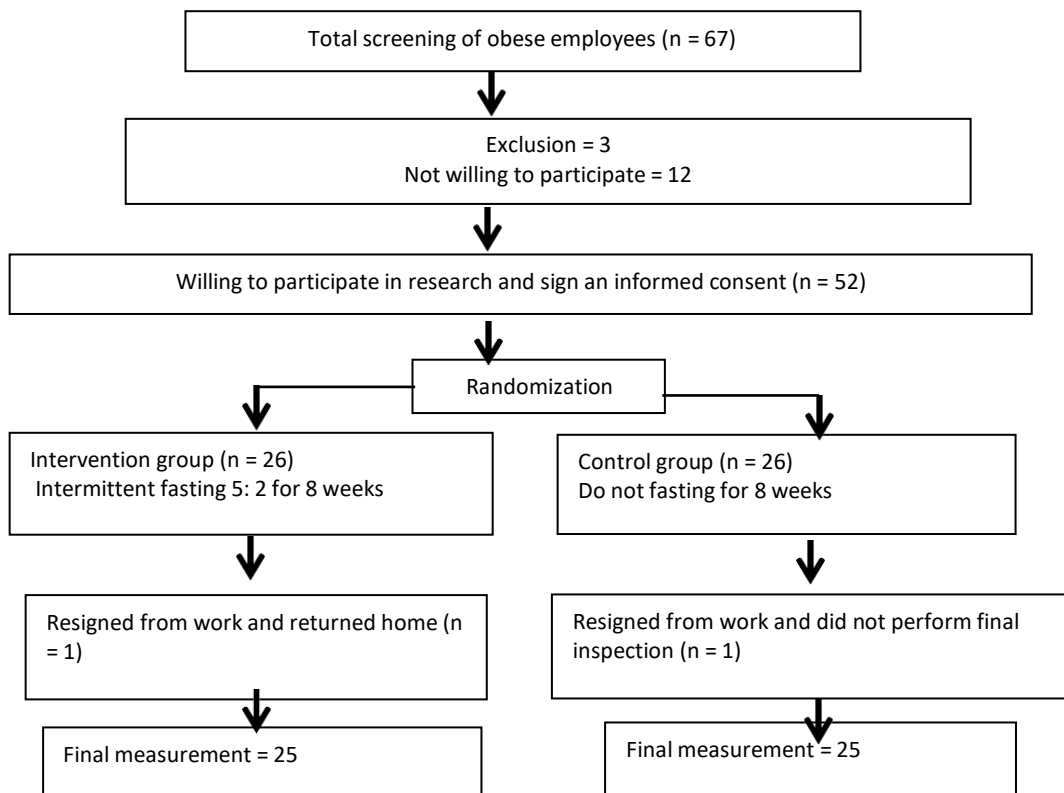 Total screening of obese employees (n = 67)
Exclusion = 3
Not willing to participate = 12
Willing to participate in research and sign an informed consent (n = 52)
Randomization
Intervention group (n = 26)
Intermittent fasting 5: 2 for 8 weeks
Control group (n = 26)
Do not fasting for 8 weeks
Resigned from work and returned home (n
= 1)
Resigned from work and did not perform final
inspection (n = 1)
Final measurement = 25
Final measurement = 25